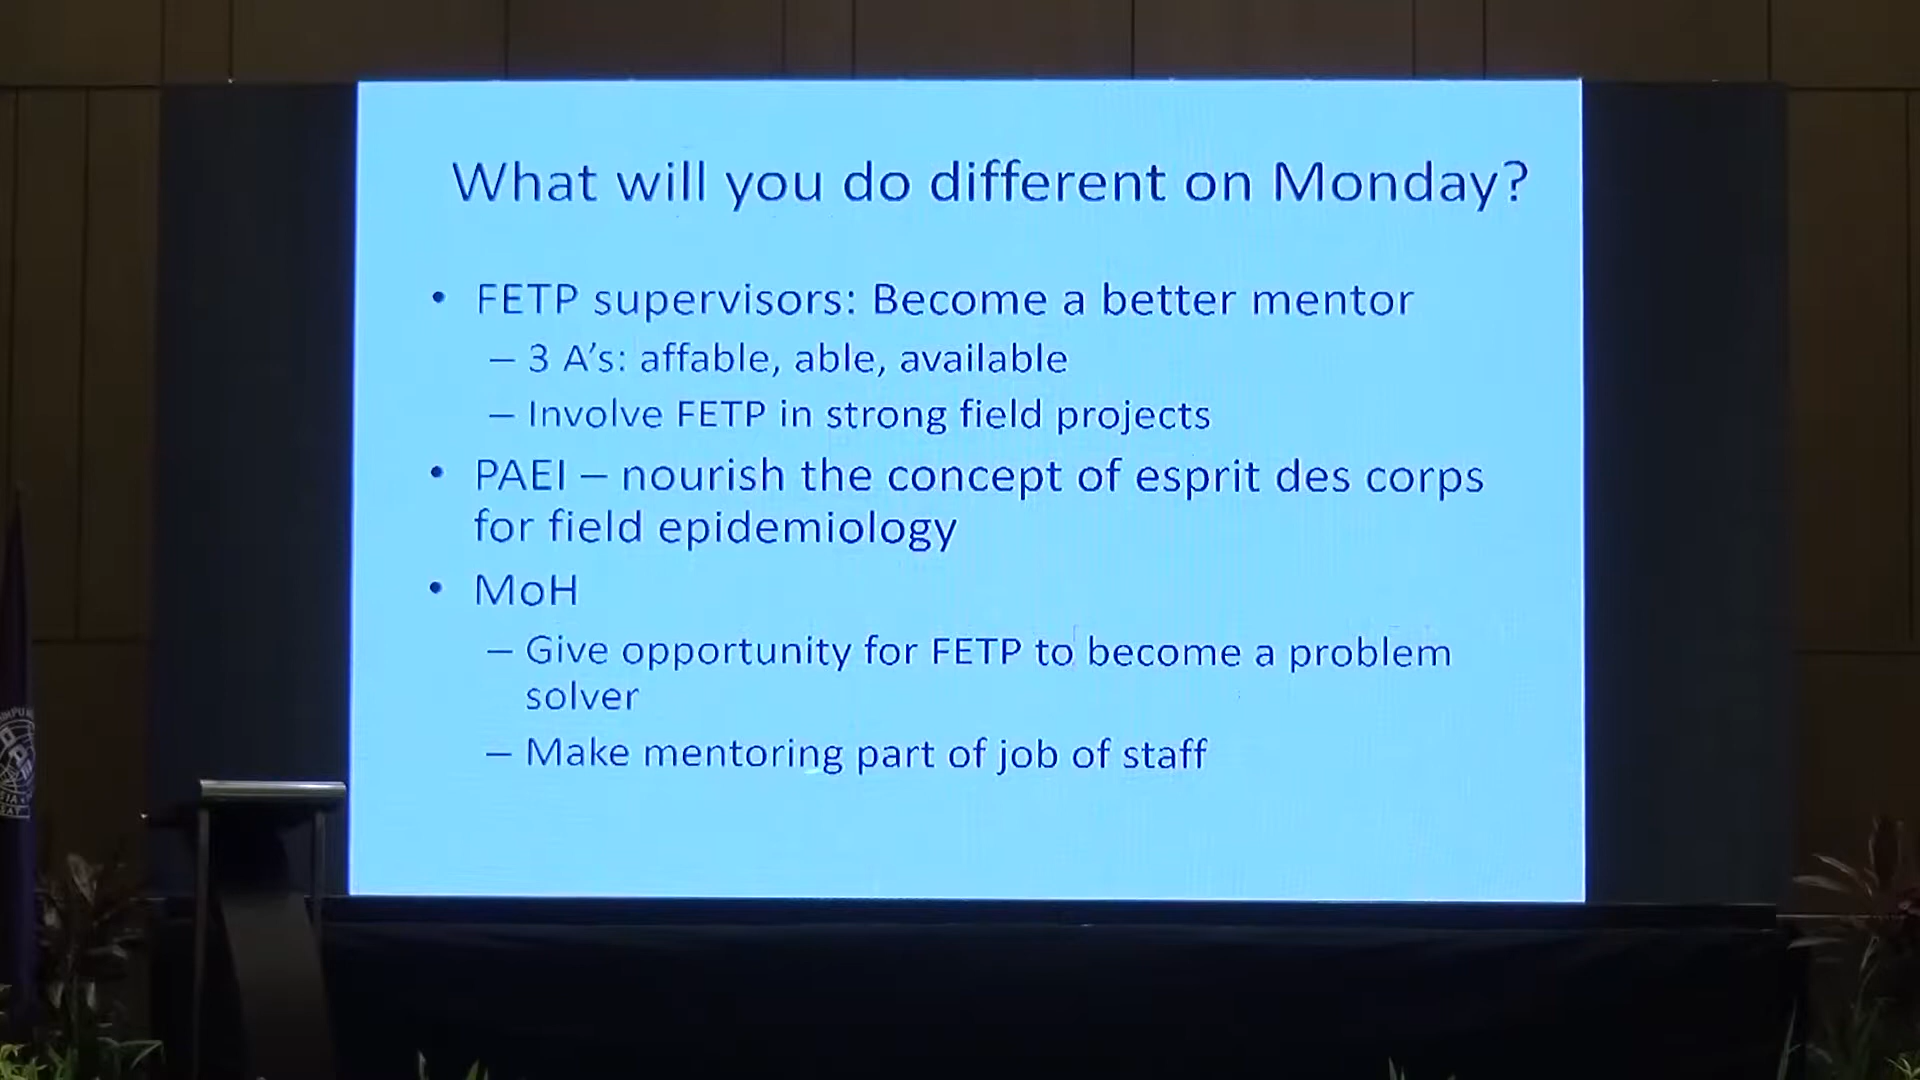 What will you do different on Monday?
• FETP supervisors: Become a better mentor
– 3 A's: affable, able, available
– Involve FETP in strong field projects
• PAEI – nourish the concept of esprit des corps
for field epidemiology
• MoH
– Give opportunity for FETP to become a problem
solver
– Make mentoring part of job of staff